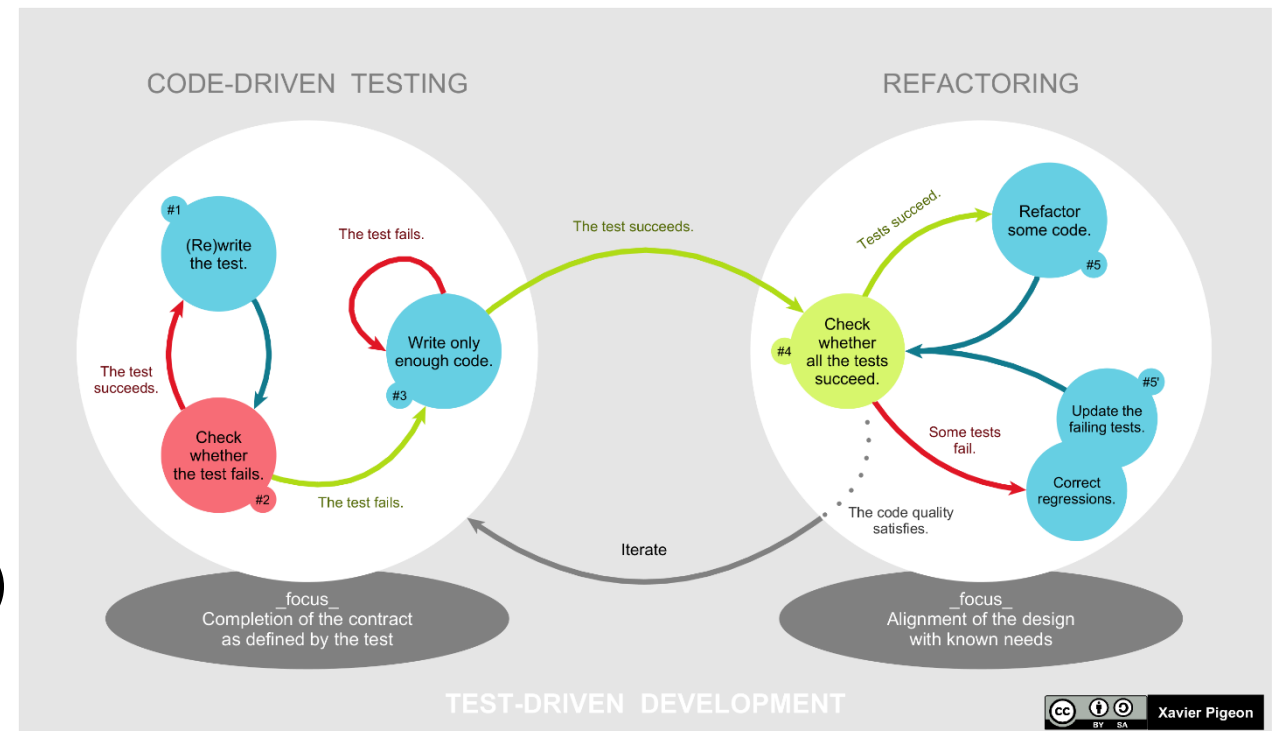 CODE-DRIVEN TESTING
REFACTORING
#1
(Re)write
the test.
The test fails.
The test succeeds.
Tests succeed.
Refactor
some code.
#5
The test
succeeds.
Write only
enough code.
#3
#4
Check
whether
all the tests
succeed.
#5'
Update the
failing tests.
Check
whether
the test fails.
#2
The test fails.
Some tests
fail.
Correct
regressions.
The code quality
satisfies.
Iterate
_focus_
Completion of the contract
as defined by the test
_focus_
Alignment of the design
with known needs
TEST-DRIVEN DEVELOPMENT
cc
BY SA
Xavier Pigeon